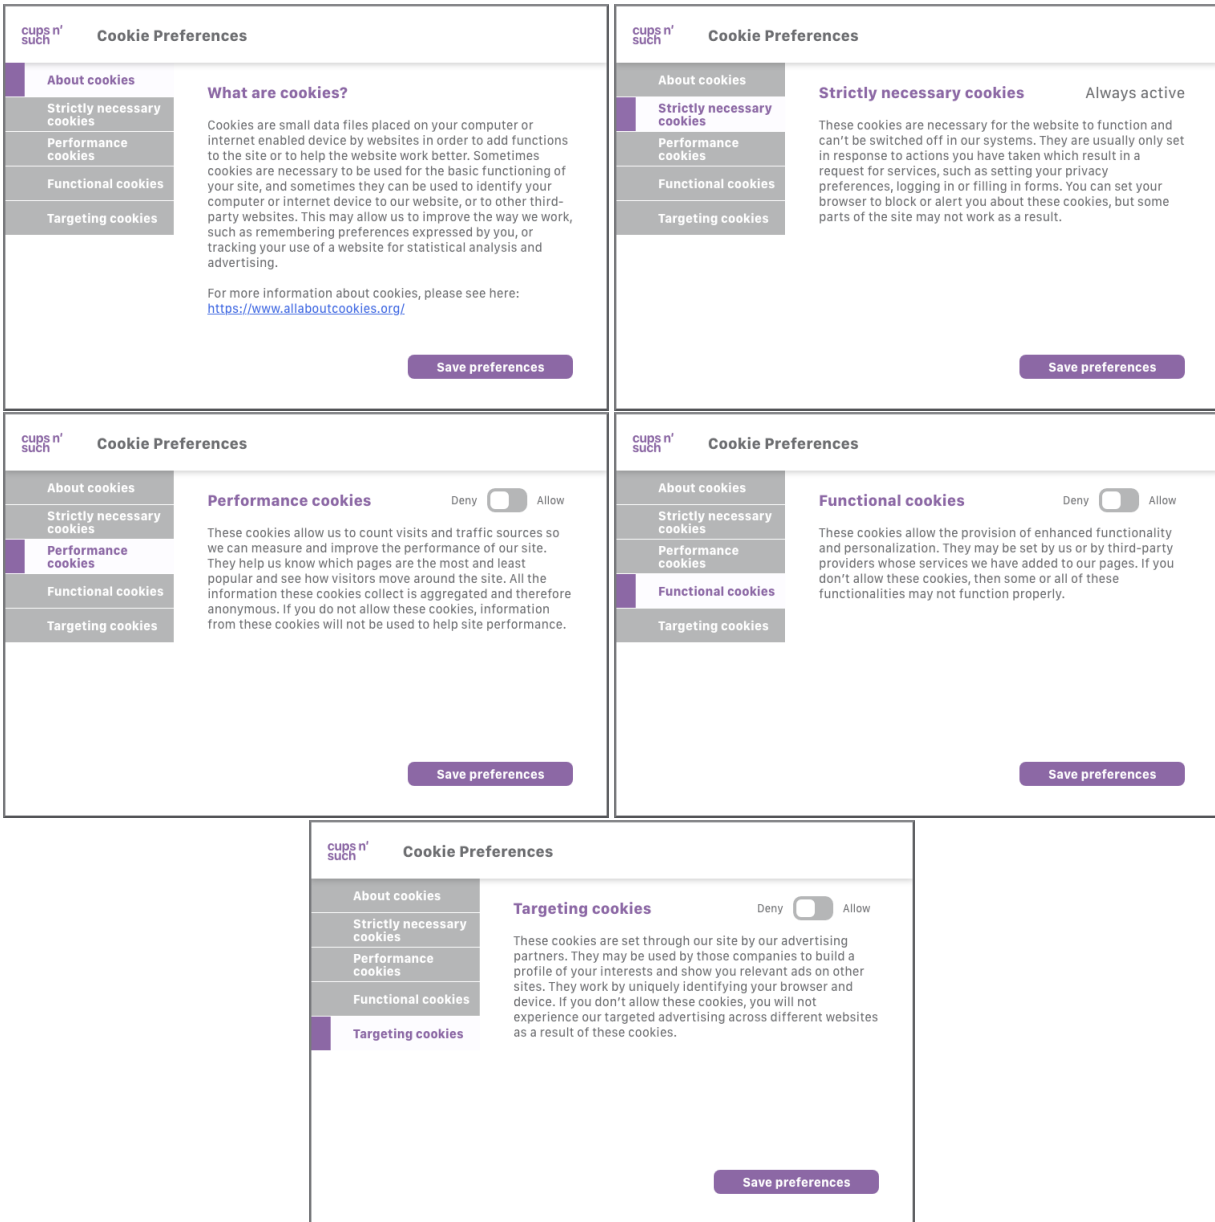 cups n'
such
Cookie Preferences
About cookies
Strictly necessary
cookies
Performance
cookies
Functional cookies
Targeting cookies
What are cookies?
Cookies are small data files placed on your computer or
internet enabled device by websites in order to add functions
to the site or to help the website work better. Sometimes
cookies are necessary to be used for the basic functioning of
your site, and sometimes they can be used to identify your
computer or internet device to our website, or to other third-
party websites. This may allow us to improve the way we work,
such as remembering preferences expressed by you, or
tracking your use of a website for statistical analysis and
advertising.
For more information about cookies, please see here:
https://www.allaboutcookies.org/
Save preferences
cups n'
such
Cookie Preferences
About cookies
Strictly necessary
cookies
Performance
cookies
Functional cookies
Targeting cookies
Strictly necessary cookies
Always active
These cookies are necessary for the website to function and
can't be switched off in our systems. They are usually only set
in response to actions you have taken which result in a
request for services, such as setting your privacy
preferences, logging in or filling in forms. You can set your
browser to block or alert you about these cookies, but some
parts of the site may not work as a result.
Save preferences
cups n'
such
Cookie Preferences
About cookies
Strictly necessary
cookies
Performance
cookies
Functional cookies
Targeting cookies
Performance cookies
Deny
Allow
These cookies allow us to count visits and traffic sources so
we can measure and improve the performance of our site.
They help us know which pages are the most and least
popular and see how visitors move around the site. All the
information these cookies collect is aggregated and therefore
anonymous. If you do not allow these cookies, information
from these cookies will not be used to help site performance.
Save preferences
cups n'
such
Cookie Preferences
About cookies
Strictly necessary
cookies
Performance
cookies
Functional cookies
Targeting cookies
Functional cookies
Deny
Allow
These cookies allow the provision of enhanced functionality
and personalization. They may be set by us or by third-party
providers whose services we have added to our pages. If you
don't allow these cookies, then some or all of these
functionalities may not function properly.
Save preferences
cups n'
such
Cookie Preferences
About cookies
Strictly necessary
cookies
Performance
cookies
Functional cookies
Targeting cookies
Targeting cookies
Deny
Allow
These cookies are set through our site by our advertising
partners. They may be used by those companies to build a
profile of your interests and show you relevant ads on other
sites. They work by uniquely identifying your browser and
device. If you don't allow these cookies, you will not
experience our targeted advertising across different websites
as a result of these cookies.
Save preferences